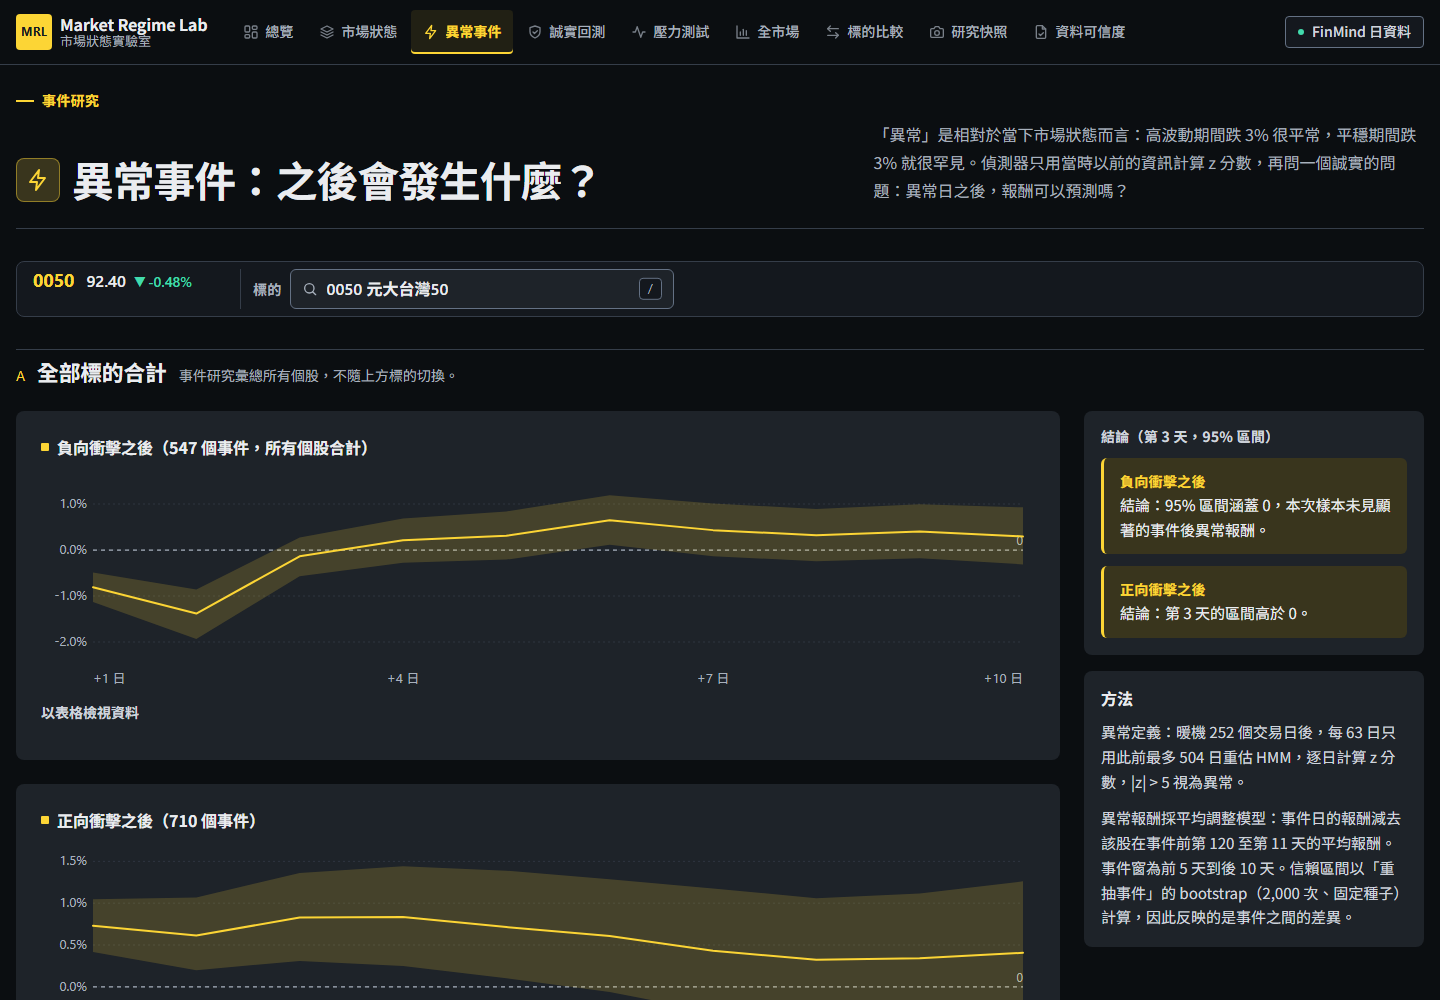 MRL
Market Regime Lab
市場狀態實驗室
總覽
市場狀態
異常事件
誠實回測
壓力測試
全市場
標的比較
研究快照
資料可信度
FinMind 日資料
事件研究
異常事件：之後會發生什麼？
「異常」是相對於當下市場狀態而言：高波動期間跌 3% 很平常，平穩期間跌
3% 就很罕見。偵測器只用當時以前的資訊計算 z 分數，再問一個誠實的問
題：異常日之後，報酬可以預測嗎？
0050 92.40 ▼ -0.48%
標的
0050 元大台灣50
/
A 全部標的合計 事件研究彙總所有個股，不隨上方標的切換。
負向衝擊之後（547 個事件，所有個股合計）
1.0%
0.0%
-1.0%
-2.0%
0
+1 日
+4 日
+7 日
+10 日
以表格檢視資料
正向衝擊之後（710 個事件）
1.5%
1.0%
0.5%
0.0%
0
結論（第 3 天，95% 區間）
負向衝擊之後
結論：95% 區間涵蓋 0，本次樣本未見顯
著的事件後異常報酬。
正向衝擊之後
結論：第 3 天的區間高於 0。
方法
異常定義：暖機 252 個交易日後，每 63 日只
用此前最多 504 日重估 HMM，逐日計算 z 分
數，|z| > 5 視為異常。
異常報酬採平均調整模型：事件日的報酬減去
該股在事件前第 120 至第 11 天的平均報酬。
事件窗為前 5 天到後 10 天。信賴區間以「重
抽事件」的 bootstrap（2,000 次、固定種子）
計算，因此反映的是事件之間的差異。